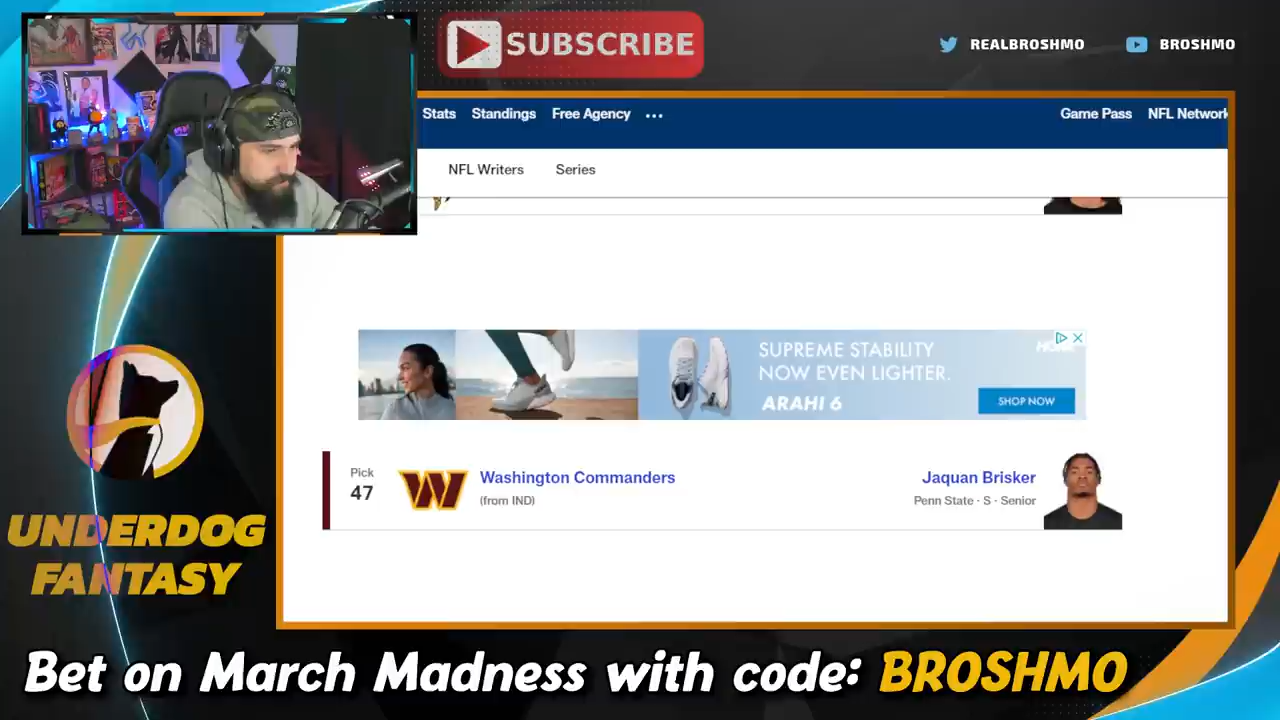 SUBSCRIBE
REALBROSHMO
BROSHMO
Stats
Standings
Free Agency
...
Game Pass
NFL Network
NFL Writers
Series
SUPREME STABILITY
NOW EVEN LIGHTER.
ARAHI 6
SHOP NOW
Pick
47
Washington Commanders
(from IND)
Jaquan Brisker
Penn State · S · Senior
UNDERDOG
FANTASY
Bet on March Madness with code: BROSHMO